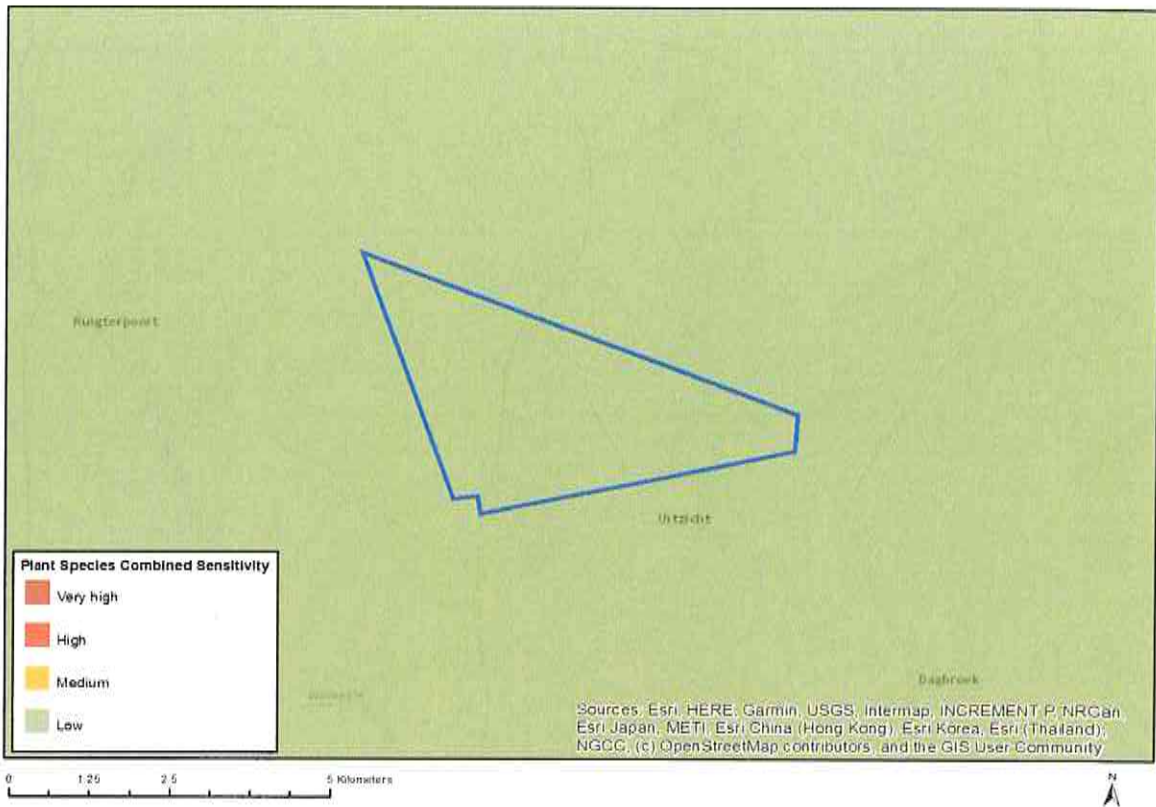 Ruigterpoort
Uitzicht
Dagbreek
Plant Species Combined Sensitivity
Very high
High
Medium
Low
Sources, Esri, HERE, Garmin, USGS, Intermap, INCREMENT P, NRCan,
Esri Japan, METI, Esri China (Hong Kong), Esri Korea, Esri (Thailand),
NGCC, (c) OpenStreetMap contributors, and the GIS User Community
0 1.25 2.5 5 Kilometers
N